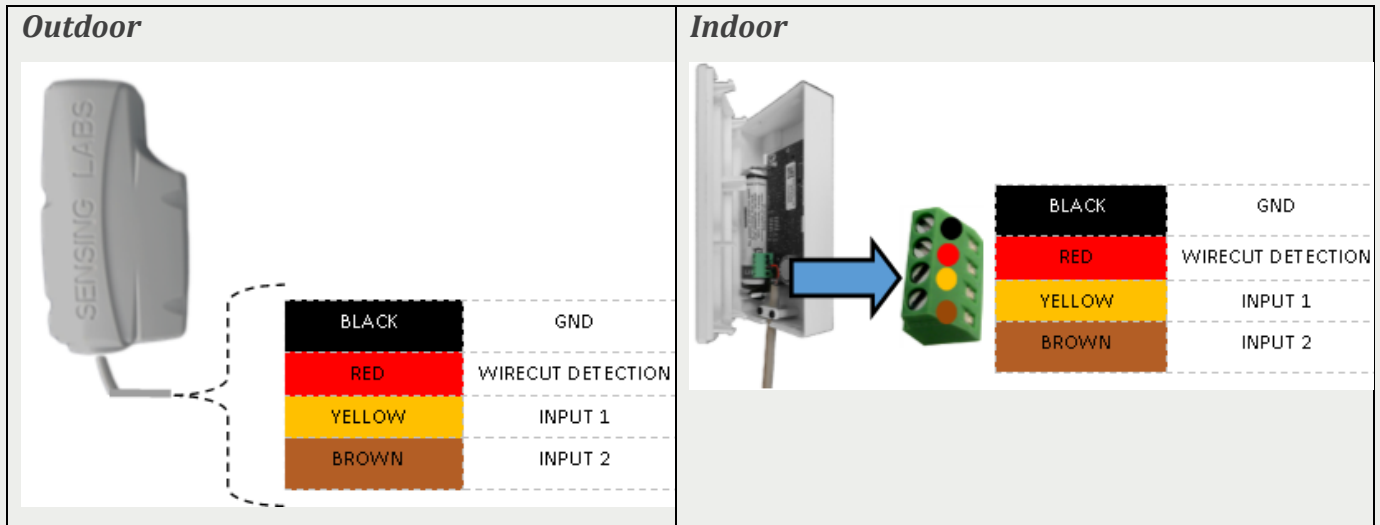 Outdoor
SENSING LABS
BLACK GND
RED WIRECUT DETECTION
YELLOW INPUT 1
BROWN INPUT 2
Indoor
BLACK GND
RED WIRECUT DETECTION
YELLOW INPUT 1
BROWN INPUT 2